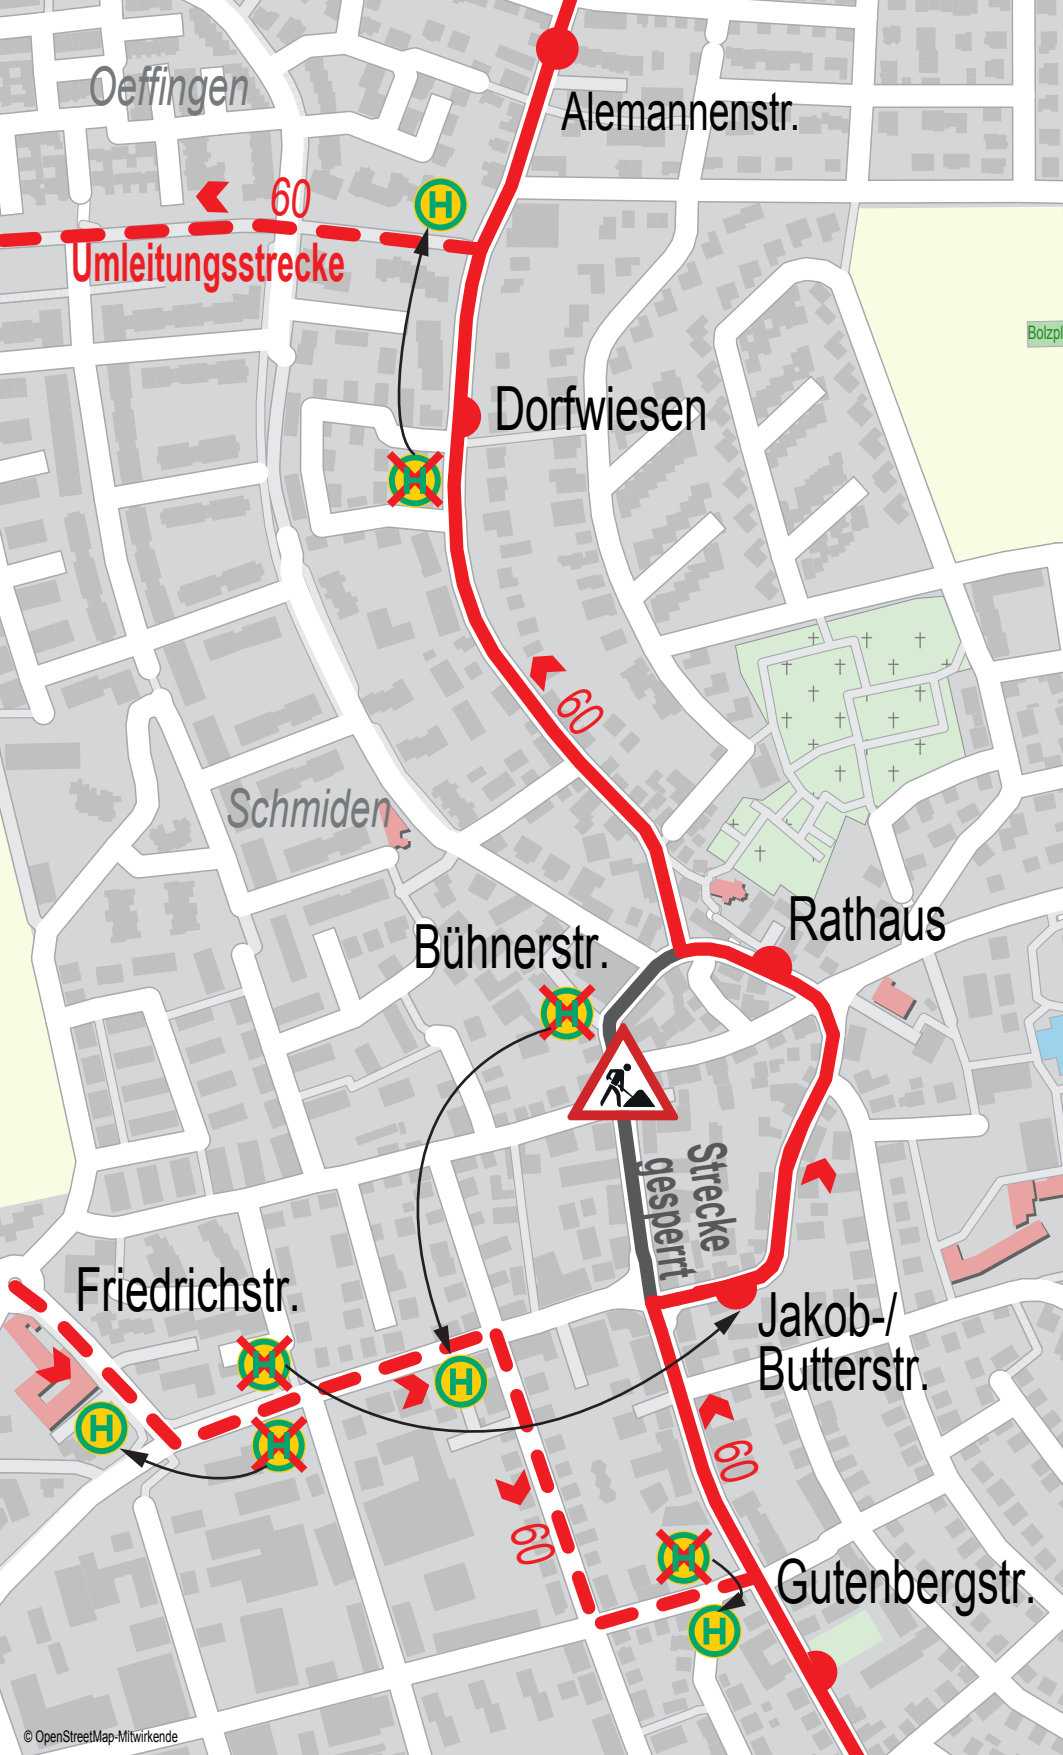 Oeffingen
Alemannenstr.
60
H
Umleitungsstrecke
Bolzpl
Dorfwiesen
H
60
Schmiden
Rathaus
Bühnerstr.
H
Strecke
gesperrt
Friedrichstr.
Jakob-/
Butterstr.
H
H
H
H
60
60
H
Gutenbergstr.
H
© OpenStreetMap-Mitwirkende